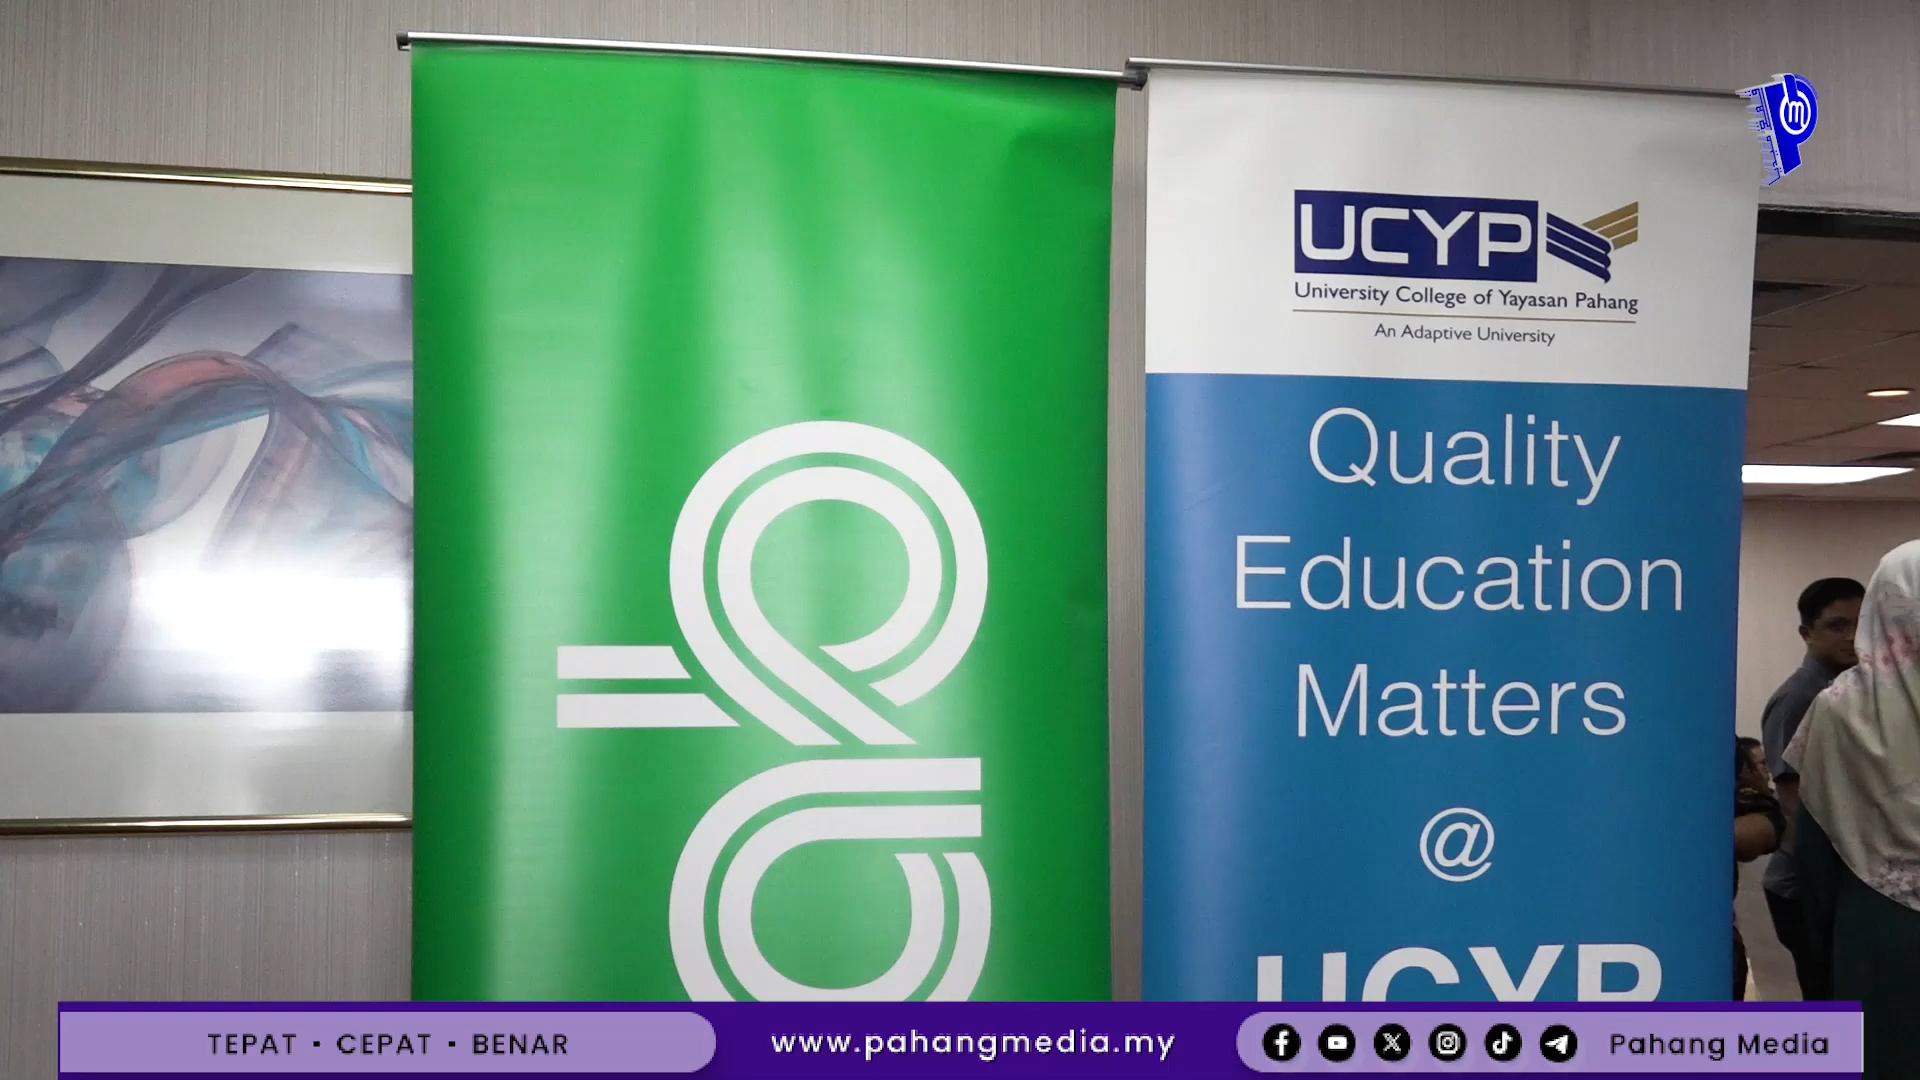 UCYP
University College of Yayasan Pahang
An Adaptive University
Quality
Education
Matters
@
UCYP
TEPAT • CEPAT • BENAR
www.pahangmedia.my
Pahang Media